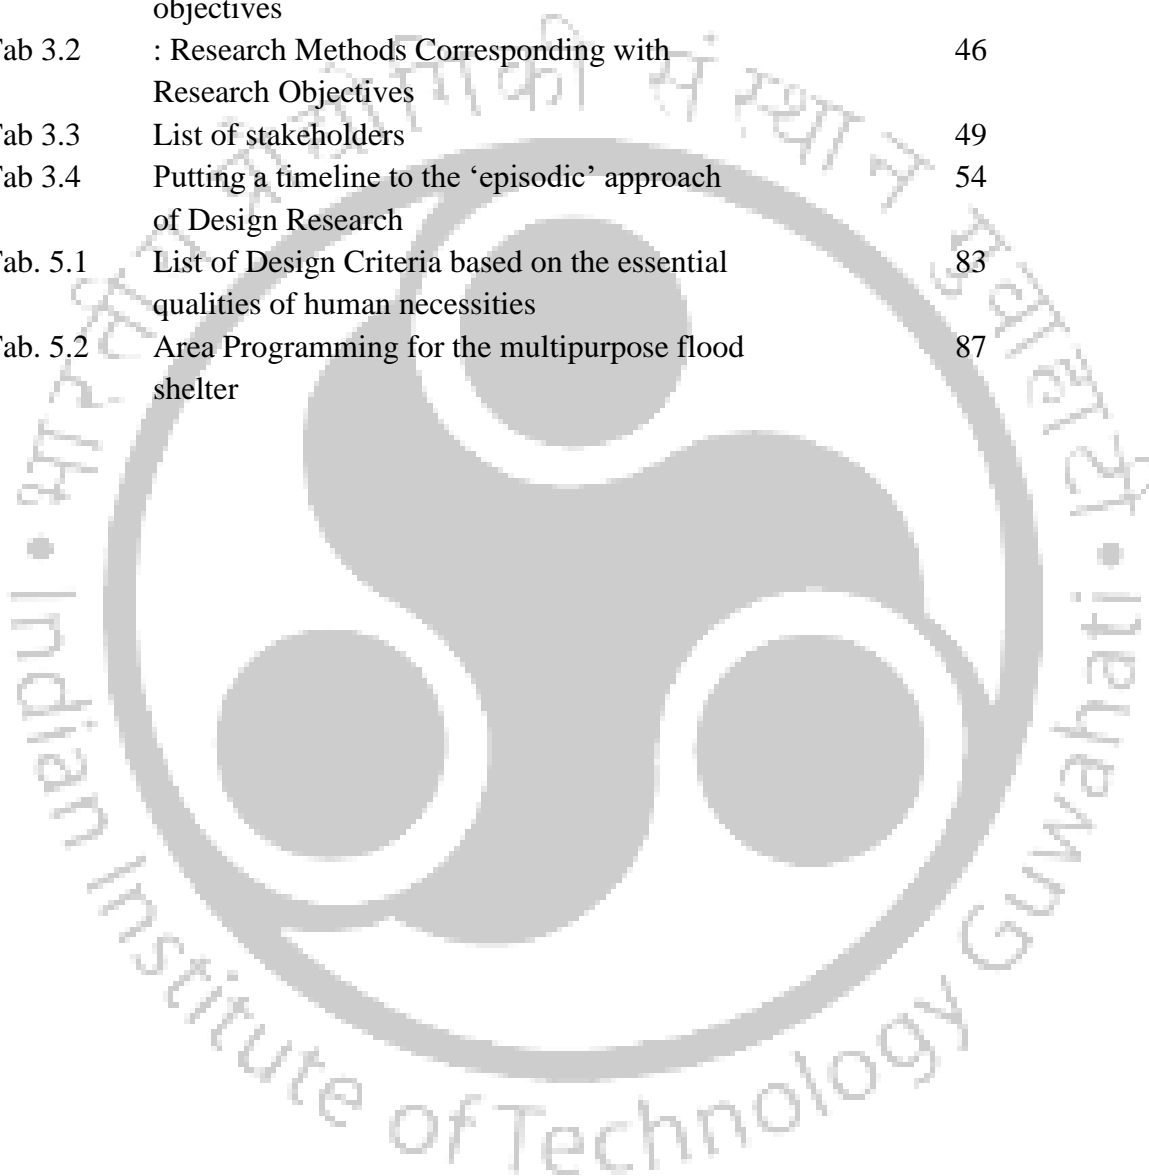 objectives
Tab 3.2 : Research Methods Corresponding with 46
Research Objectives
Tab 3.3 List of stakeholders 49
Tab 3.4 Putting a timeline to the ‘episodic’ approach 54
of Design Research
Tab. 5.1 List of Design Criteria based on the essential 83
qualities of human necessities
Tab. 5.2 Area Programming for the multipurpose flood 87
shelter
भारतीय प्रौद्योगिकी संस्थान गुवाहाटी
Indian Institute of Technology Guwahati